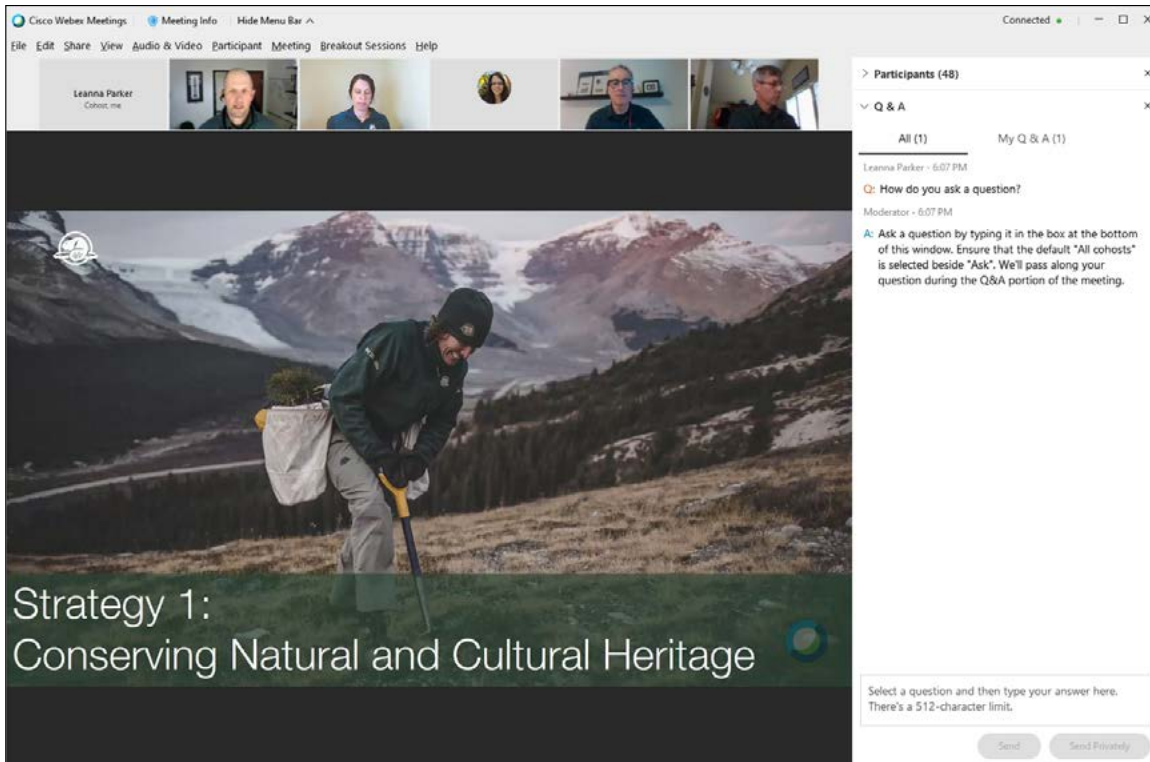 Cisco Webex Meetings
Meeting Info
Hide Menu Bar
Connected
File Edit Share View Audio & Video Participant Meeting Breakout Sessions Help
Leanna Parker
Cohost, me
Participants (48)
Q & A
All (1)
My Q & A (1)
Leanna Parker - 6:07 PM
Q: How do you ask a question?
Moderator - 6:07 PM
A: Ask a question by typing it in the box at the bottom
of this window. Ensure that the default "All cohosts"
is selected beside "Ask". We'll pass along your
question during the Q&A portion of the meeting.
Strategy 1:
Conserving Natural and Cultural Heritage
Select a question and then type your answer here.
There's a 512-character limit.
Send
Send Privately